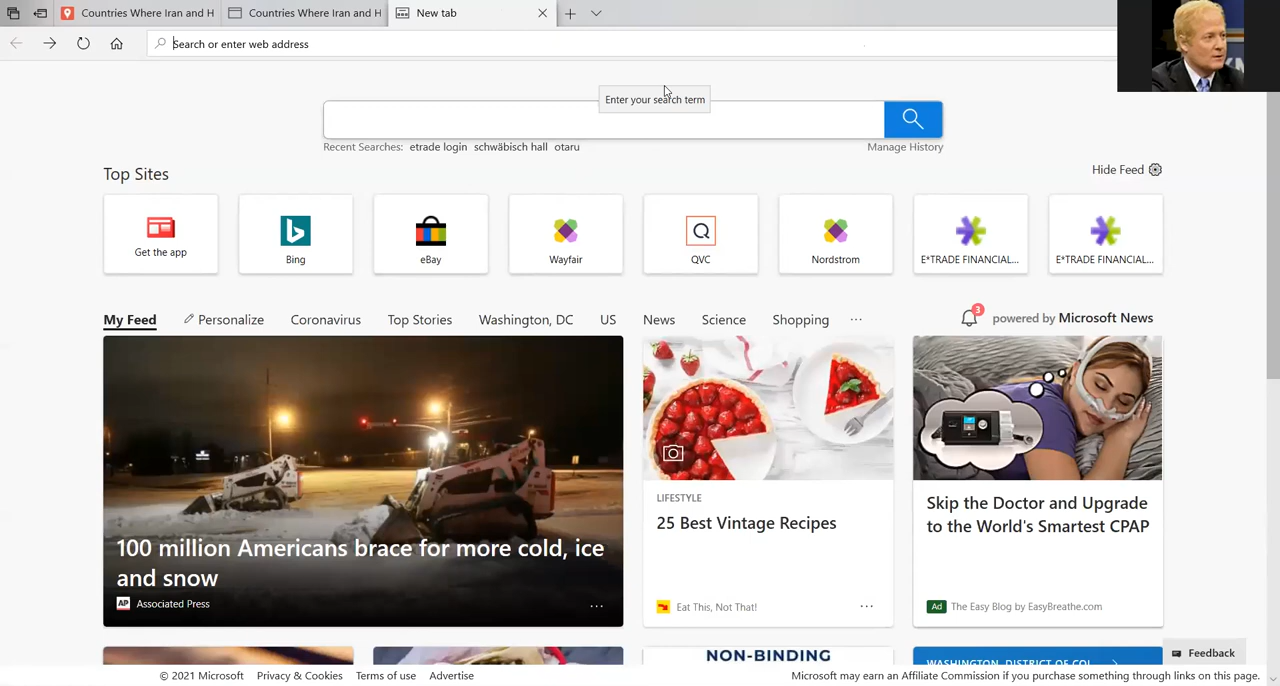 Countries Where Iran and H
Countries Where Iran and H
New tab
Search or enter web address
Enter your search term
Recent Searches: etrade login schwäbisch hall otaru
Manage History
Top Sites
Hide Feed
Get the app
Bing
eBay
Wayfair
QVC
Nordstrom
E*TRADE FINANCIAL...
E*TRADE FINANCIAL...
My Feed
Personalize
Coronavirus
Top Stories
Washington, DC
US
News
Science
Shopping
...
3
powered by Microsoft News
100 million Americans brace for more cold, ice
and snow
AP Associated Press
...
LIFESTYLE
25 Best Vintage Recipes
Eat This, Not That!
...
Skip the Doctor and Upgrade
to the World's Smartest CPAP
Ad The Easy Blog by EasyBreathe.com
NON-BINDING
WASHINGTON, DISTRICT OF COL
Feedback
© 2021 Microsoft
Privacy & Cookies
Terms of use
Advertise
Microsoft may earn an Affiliate Commission if you purchase something through links on this page.